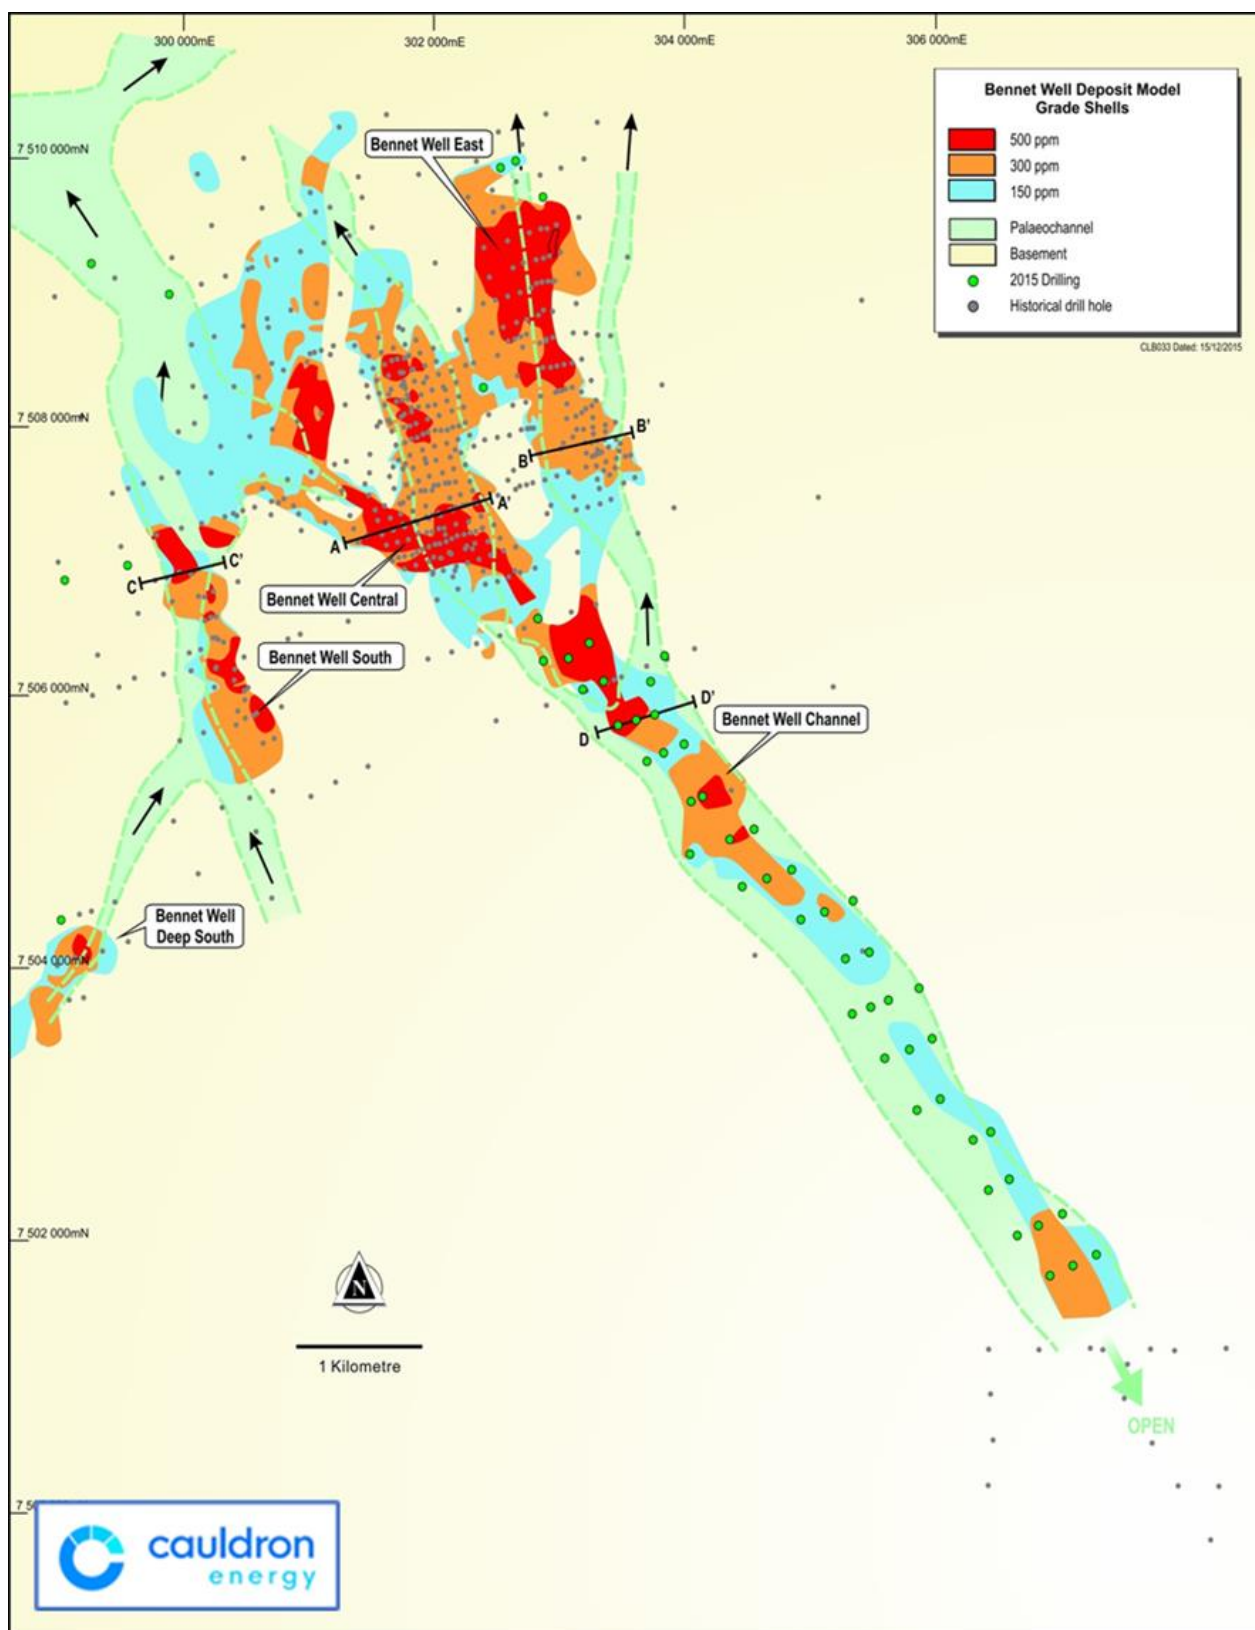 300 000mE
302 000mE
304 000mE
306 000mE
Bennet Well Deposit Model
Grade Shells
500 ppm
300 ppm
150 ppm
Palaeochannel
Basement
2015 Drilling
Historical drill hole
CLB033 Dated: 15/12/2015
7 510 000mN
Bennet Well East
7 508 000mN
B
B'
A
A'
C
C'
Bennet Well Central
Bennet Well South
7 506 000mN
D
D'
Bennet Well Channel
Bennet Well
Deep South
7 504 000mN
7 502 000mN
N
1 Kilometre
OPEN
cauldron
energy